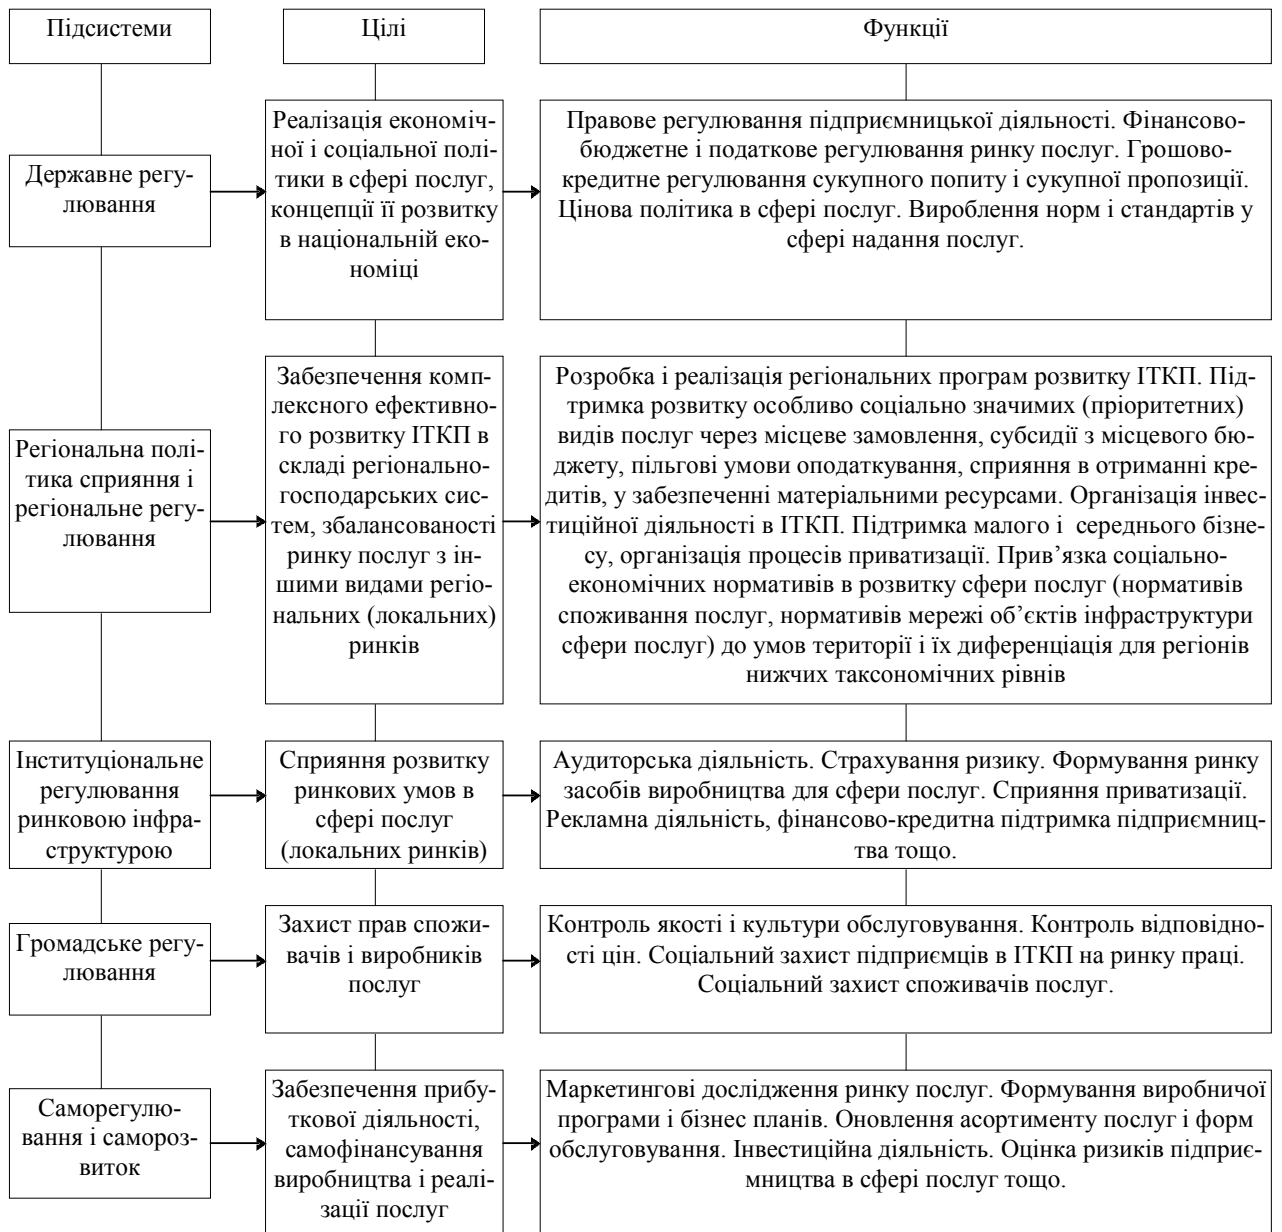 Підсистеми
Цілі
Функції
Державне регу-
лювання
Реалізація економіч-
ної і соціальної полі-
тики в сфері послуг,
концепції її розвитку
в національній еко-
номіці
Правове регулювання підприємницької діяльності. Фінансово-
бюджетне і податкове регулювання ринку послуг. Грошово-
кредитне регулювання сукупного попиту і сукупної пропозиції.
Цінова політика в сфері послуг. Вироблення норм і стандартів у
сфері надання послуг.
Регіональна полі-
тика сприяння і
регіональне регу-
лювання
Забезпечення комп-
лексного ефективно-
го розвитку ІТКП в
складі регіонально-
господарських сис-
тем, збалансованості
ринку послуг з ін-
шими видами регіо-
нальних (локальних)
ринків
Розробка і реалізація регіональних програм розвитку ІТКП. Під-
тримка розвитку особливо соціально значимих (пріоритетних)
видів послуг через місцеве замовлення, субсидії з місцевого бю-
джету, пільгові умови оподаткування, сприяння в отриманні кре-
дитів, у забезпеченні матеріальними ресурсами. Організація інве-
стиційної діяльності в ІТКП. Підтримка малого і середнього бізне-
су, організація процесів приватизації. Прив’язка соціально-
економічних нормативів в розвитку сфери послуг (нормативів
споживання послуг, нормативів мережі об’єктів інфраструктури
сфери послуг) до умов території і їх диференціація для регіонів
нижчих таксономічних рівнів
Інституціональне
регулювання
ринковою інфра-
структурою
Сприяння розвитку
ринкових умов в
сфері послуг
(локальних ринків)
Аудиторська діяльність. Страхування ризику. Формування ринку
засобів виробництва для сфери послуг. Сприяння приватизації.
Рекламна діяльність, фінансово-кредитна підтримка підприємниц-
тва тощо.
Громадське регу-
лювання
Захист прав спожи-
вачів і виробників
послуг
Контроль якості і культури обслуговування. Контроль відповідно-
сті цін. Соціальний захист підприємців в ІТКП на ринку праці.
Соціальний захист споживачів послуг.
Саморегулю-
вання і самороз-
виток
Забезпечення прибу-
ткової діяльності,
самофінансування
виробництва і реалі-
зації послуг
Маркетингові дослідження ринку послуг. Формування виробничої
програми і бізнес планів. Оновлення асортименту послуг і форм
обслуговування. Інвестиційна діяльність. Оцінка ризиків підприє-
мництва в сфері послуг тощо.